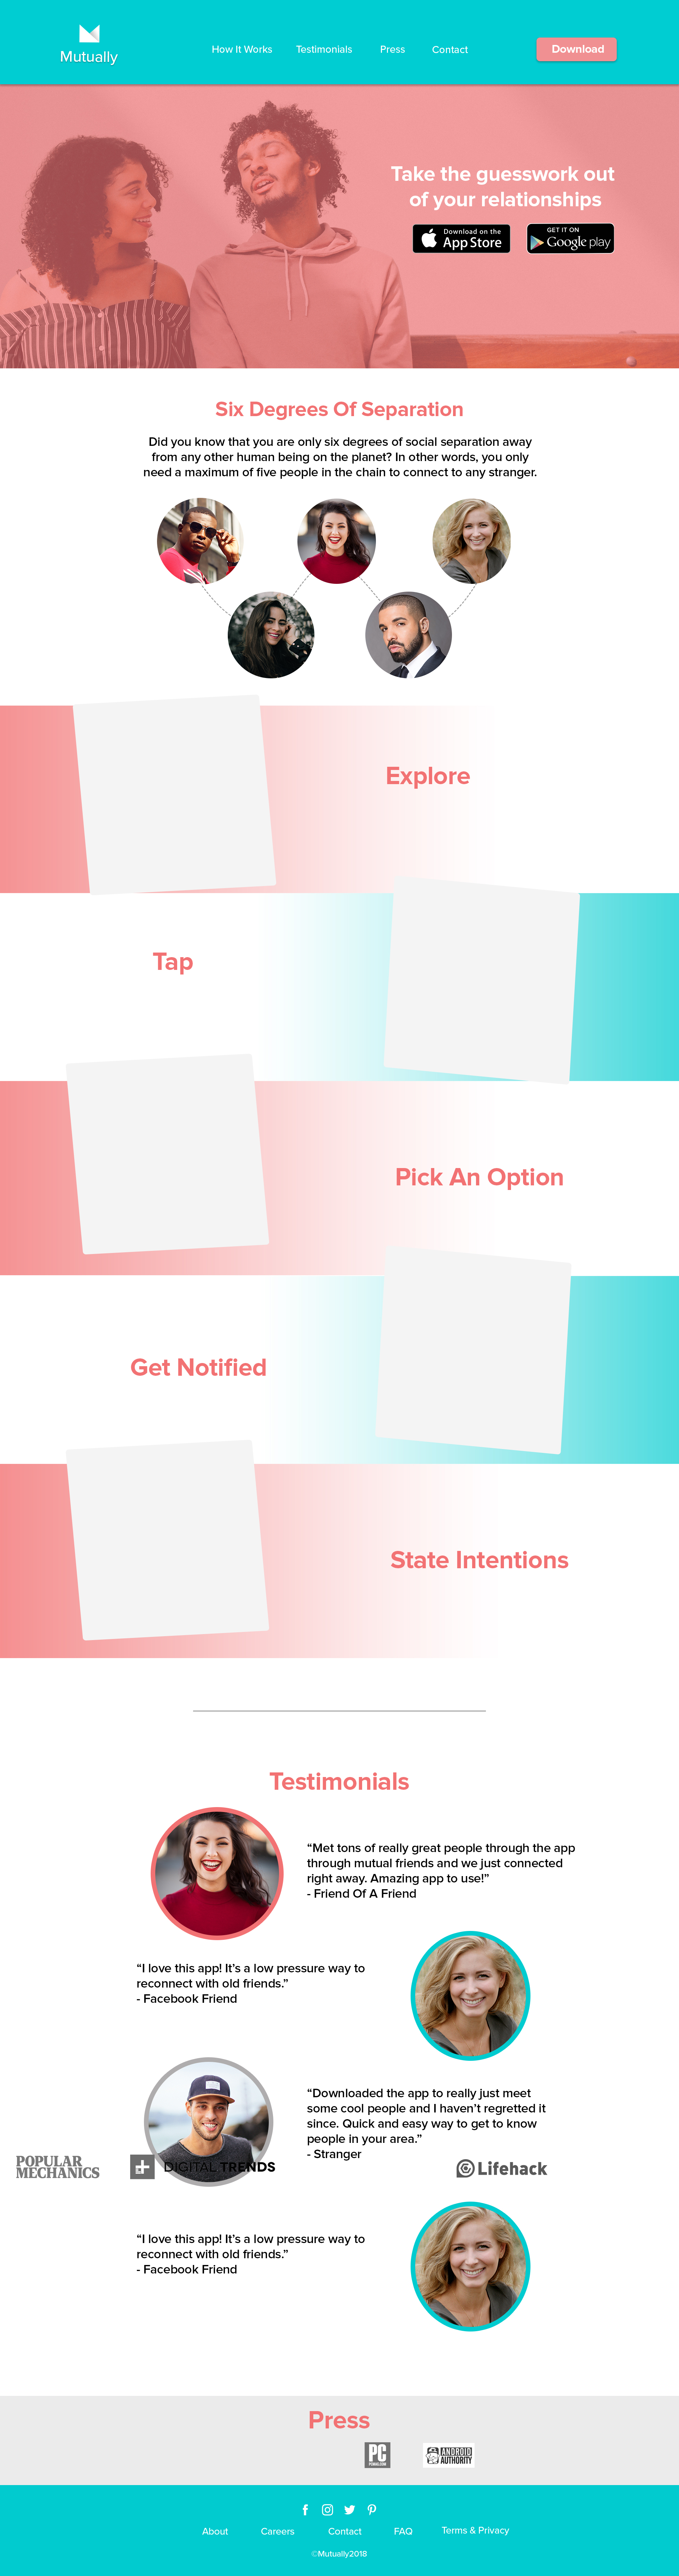 Mutually
How It Works
Testimonials
Press
Contact
Download
Take the guesswork out
of your relationships
Download on the
App Store
GET IT ON
Google play
Six Degrees Of Separation
Did you know that you are only six degrees of social separation away
from any other human being on the planet? In other words, you only
need a maximum of five people in the chain to connect to any stranger.
Explore
Tap
Pick An Option
Get Notified
State Intentions
Testimonials
“Met tons of really great people through the app
through mutual friends and we just connected
right away. Amazing app to use!”
- Friend Of A Friend
“I love this app! It’s a low pressure way to
reconnect with old friends.”
- Facebook Friend
“Downloaded the app to really just meet
some cool people and I haven’t regretted it
since. Quick and easy way to get to know
people in your area.”
- Stranger
POPULAR
MECHANICS
DIGITAL TRENDS
Lifehack
“I love this app! It’s a low pressure way to
reconnect with old friends.”
- Facebook Friend
Press
PC
ANDROID
AUTHORITY
About
Careers
Contact
FAQ
Terms & Privacy
©Mutually2018